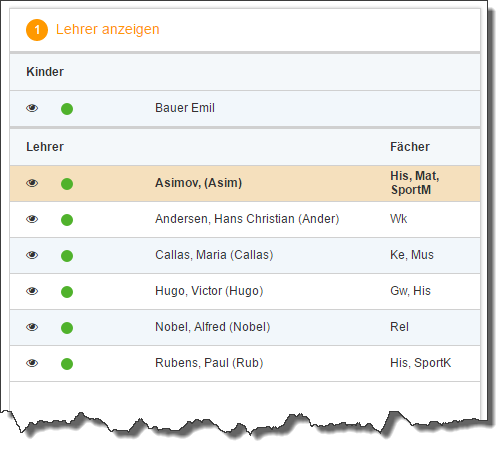 1 Lehrer anzeigen
Kinder
Bauer Emil
Lehrer Fächer
Asimov, (Asim) His, Mat,
SportM
Andersen, Hans Christian (Ander) Wk
Callas, Maria (Callas) Ke, Mus
Hugo, Victor (Hugo) Gw, His
Nobel, Alfred (Nobel) Rel
Rubens, Paul (Rub) His, SportK